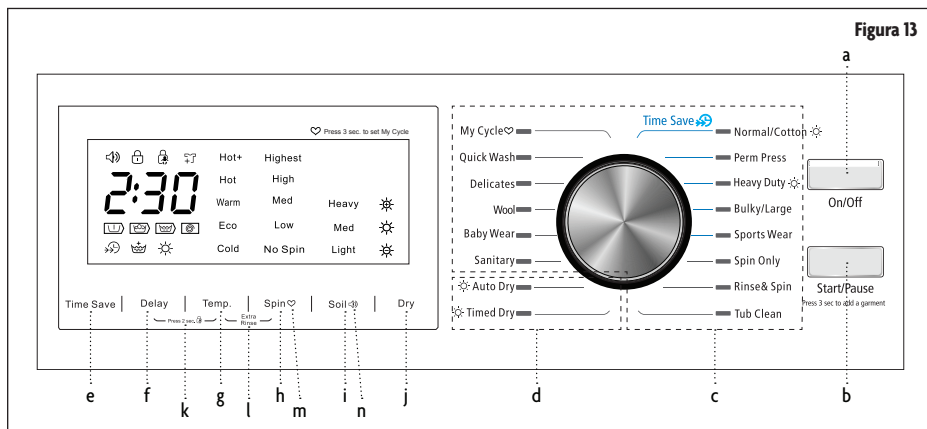 Figura 13
a
Press 3 sec. to set My Cycle
Hot+ Highest
2:30
Hot High
Warm Med Heavy
Eco Low Med
Cold No Spin Light
Time Save Delay Temp. Spin Soil Dry
Press 2 sec. Extra Rinse
e f k g l h m i n j
Time Save
My Cycle Normal/Cotton
Quick Wash Perm Press
Delicates Heavy Duty
Wool Bulky/Large
Baby Wear Sports Wear
Sanitary Spin Only
Auto Dry Rinse& Spin
Timed Dry Tub Clean
d c
On/Off
Start/Pause
Press 3 sec to add a garment
b